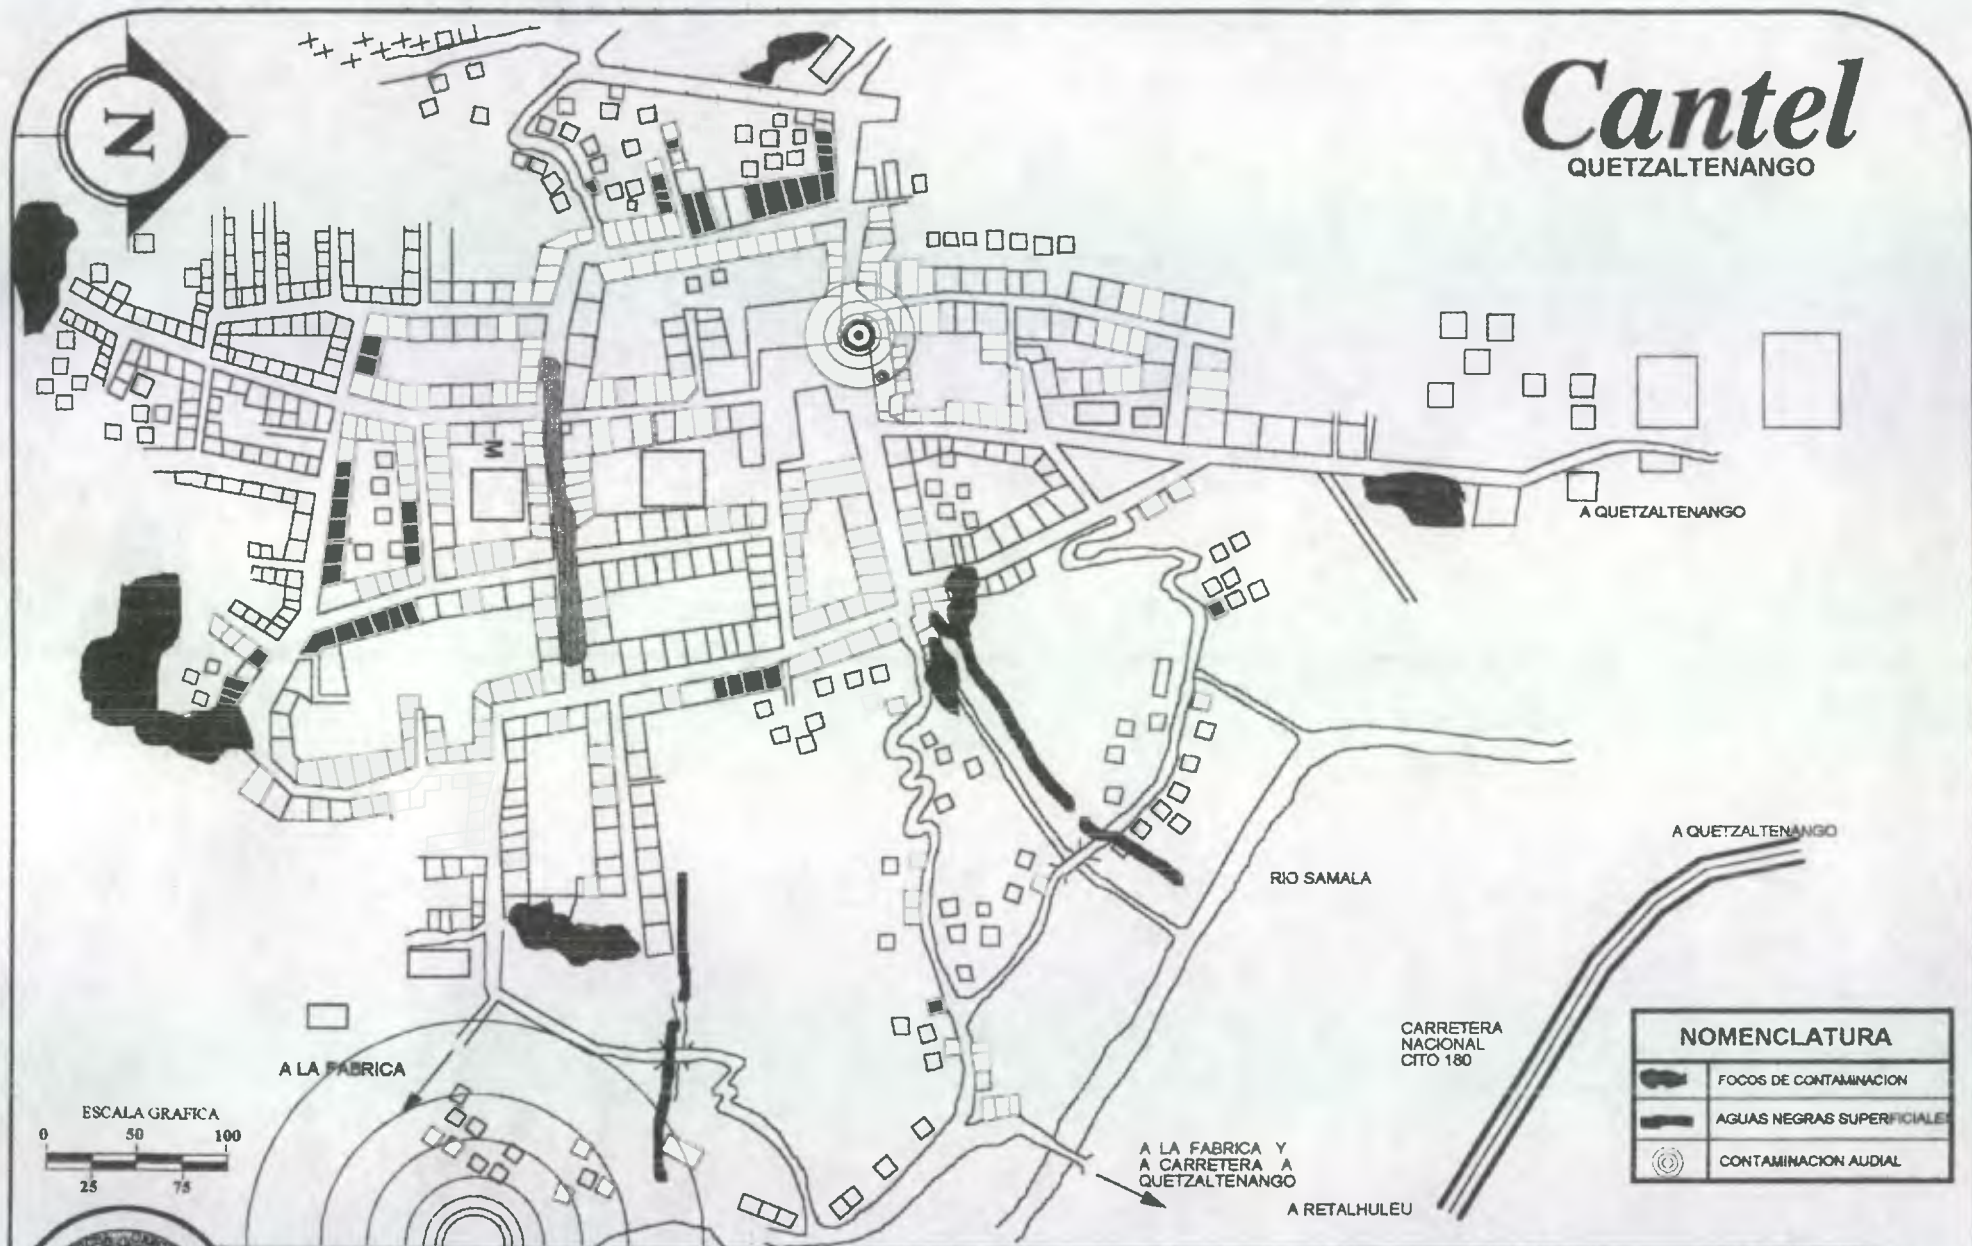 N
Cantel
QUETZALTENANGO
M
A QUETZALTENANGO
A QUETZALTENANGO
RIO SAMALA
CARRETERA
NACIONAL
CITO 180
NOMENCLATURA
FOCOS DE CONTAMINACION
AGUAS NEGRAS SUPERFICIALES
CONTAMINACION AUDIAL
A LA FABRICA
ESCALA GRAFICA
0 50 100
25 75
A LA FABRICA Y
A CARRETERA A
QUETZALTENANGO
A RETALHULEU